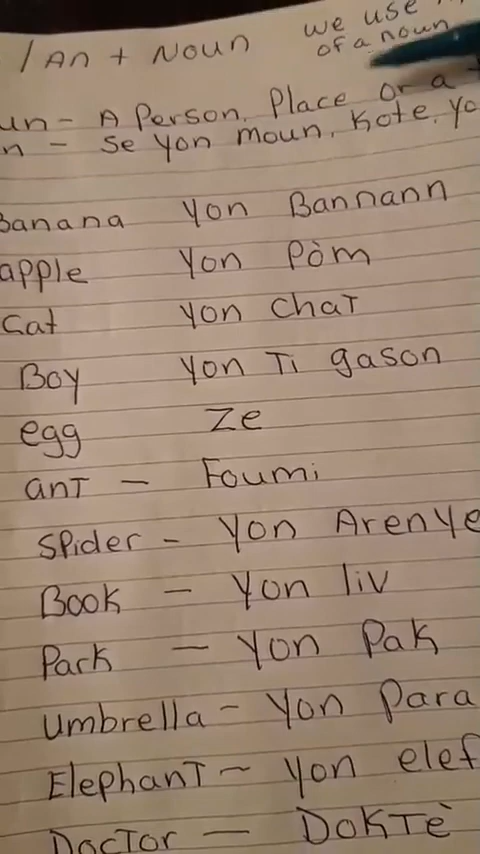 / An + Noun we use
of a noun
un - A Person, Place or a
n - Se yon moun, Kote, yo
Banana Yon Bannann
apple Yon Pòm
Cat Yon ChaT
Boy Yon Ti gason
egg Ze
anT - Foumi
Spider - Yon Arenye
Book - Yon liv
Park - Yon Pak
Umbrella - Yon Para
ElephanT - Yon elef
DocTor - DokTè